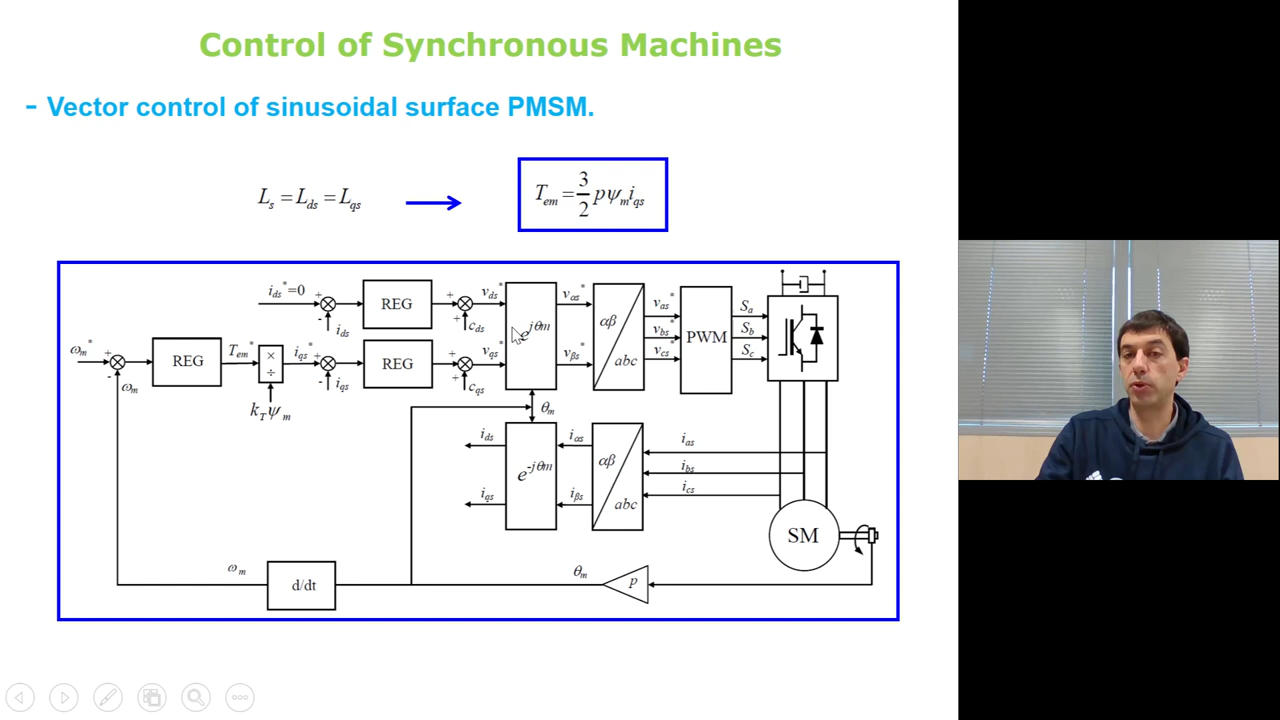 Control of Synchronous Machines
- Vector control of sinusoidal surface PMSM.
L_s = L_ds = L_qs
T_em = 3/2 pψ_m i_qs
i_ds* =0
+
-
i_ds
REG
+
+
c_ds
v_ds*
e^jθm
v_αs*
αβ
abc
v_as*
v_bs*
v_cs*
PWM
S_a
S_b
S_c
ω_m*
+
-
ω_m
REG
T_em*
×
÷
k_T ψ_m
i_qs*
+
-
i_qs
REG
+
+
c_qs
v_qs*
v_βs*
θ_m
i_ds
i_qs
e^-jθm
i_αs
i_βs
αβ
abc
i_as
i_bs
i_cs
SM
ω_m
d/dt
θ_m
p